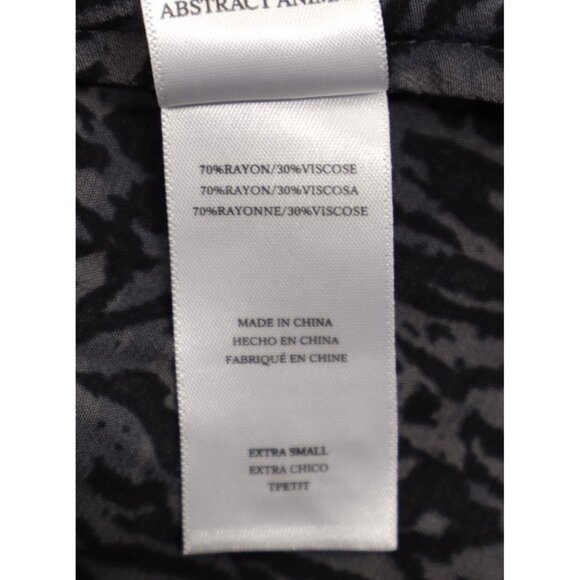 ABSTRACT
70%RAYON/30%VISCOSE
70%RAYON/30%VISCOSA
70%RAYONNE/30%VISCOSE
MADE IN CHINA
HECHO EN CHINA
FABRIQUÉ EN CHINE
EXTRA SMALL
EXTRA CHICO
TPETIT